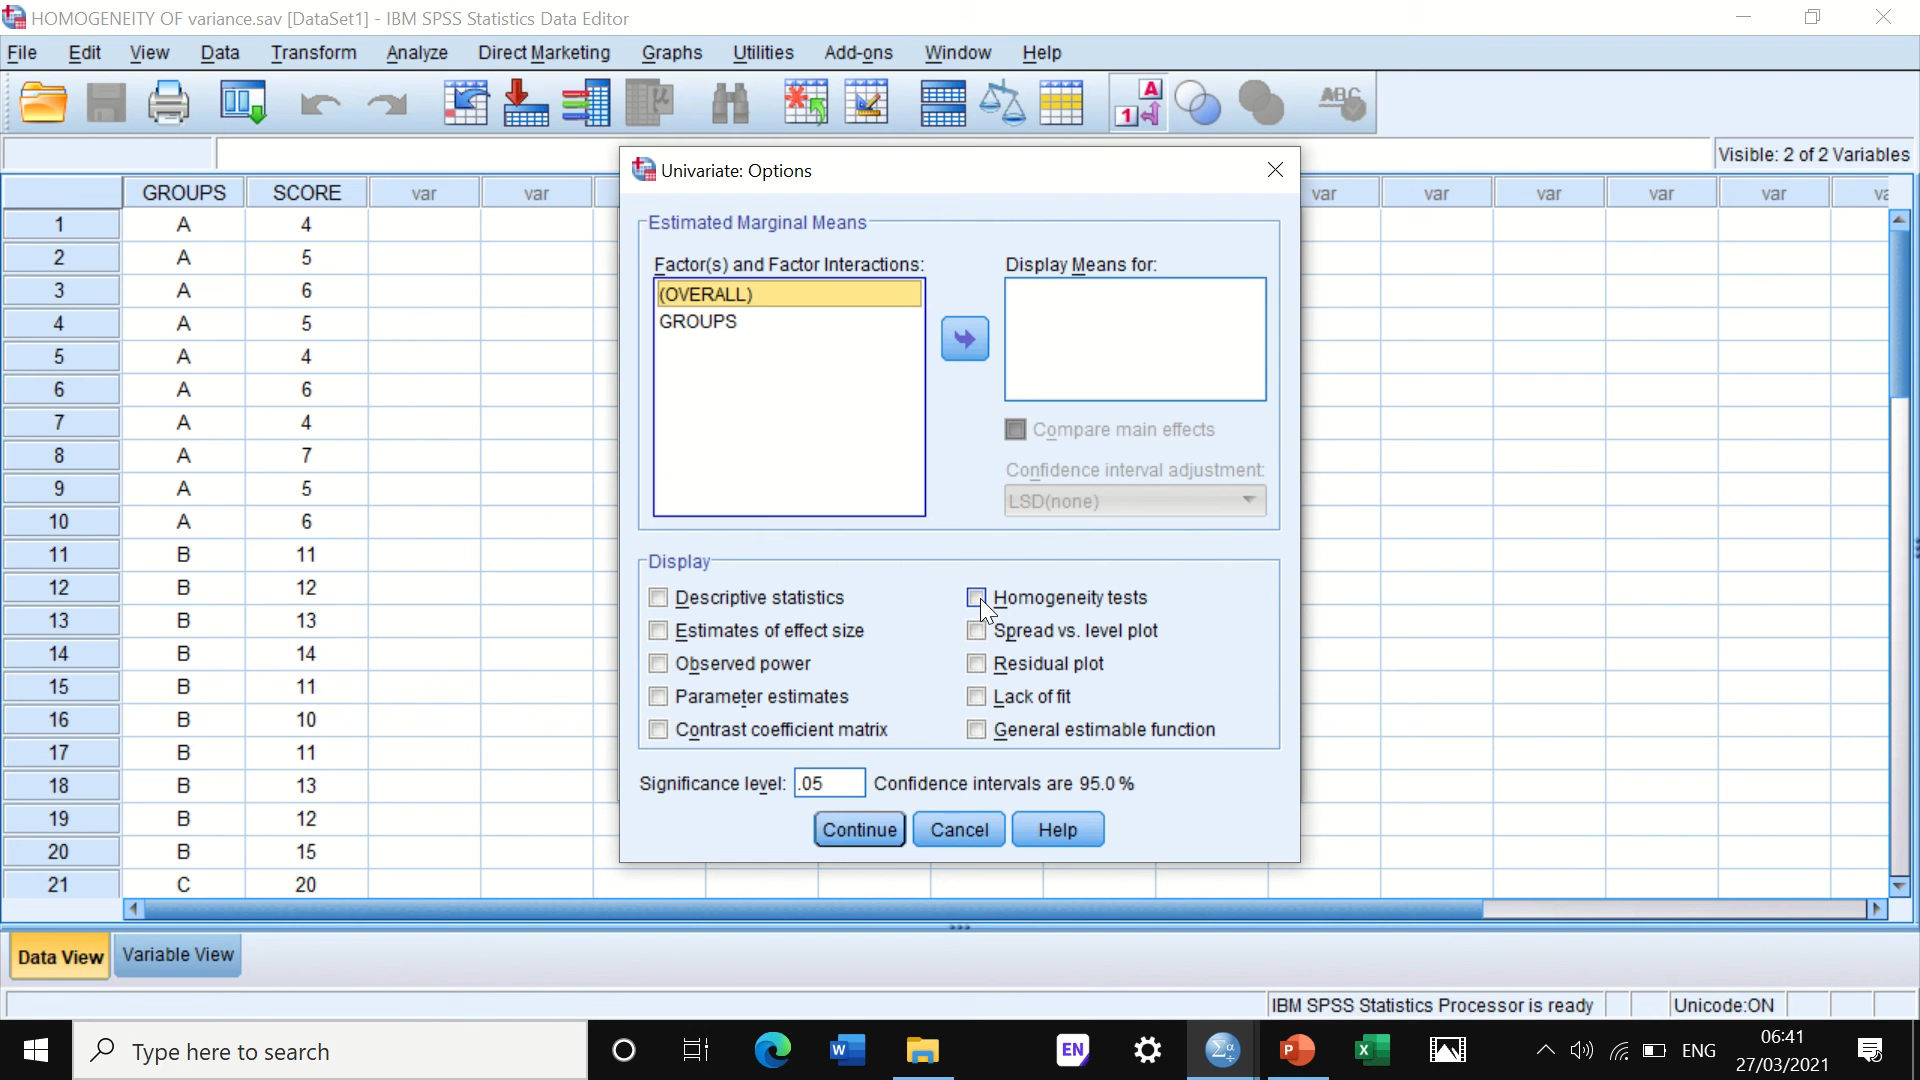 HOMOGENEITY OF variance.sav [DataSet1] - IBM SPSS Statistics Data Editor
File Edit View Data Transform Analyze Direct Marketing Graphs Utilities Add-ons Window Help
Visible: 2 of 2 Variables
GROUPS SCORE var var var var var var var va
1 A 4
2 A 5
3 A 6
4 A 5
5 A 4
6 A 6
7 A 4
8 A 7
9 A 5
10 A 6
11 B 11
12 B 12
13 B 13
14 B 14
15 B 11
16 B 10
17 B 11
18 B 13
19 B 12
20 B 15
21 C 20
Univariate: Options
Estimated Marginal Means
Factor(s) and Factor Interactions: Display Means for:
(OVERALL)
GROUPS
Compare main effects
Confidence interval adjustment:
LSD(none)
Display
Descriptive statistics Homogeneity tests
Estimates of effect size Spread vs. level plot
Observed power Residual plot
Parameter estimates Lack of fit
Contrast coefficient matrix General estimable function
Significance level: .05 Confidence intervals are 95.0 %
Continue Cancel Help
Data View Variable View
IBM SPSS Statistics Processor is ready Unicode:ON
Type here to search
EN
ENG
06:41
27/03/2021